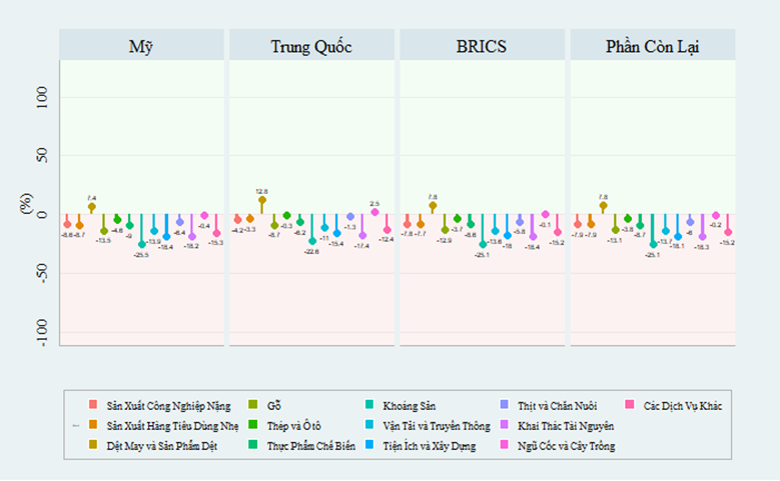 Mỹ
Trung Quốc
BRICS
Phần Còn Lại
(%)
100
50
0
-50
-100
-8.6 -8.7 7.4 -13.5 -4.6 -9 -25.5 -13.9 -18.4 -6.4 -18.2 -0.4 -15.3
-4.2 -3.3 12.8 -8.7 -0.3 -6.2 -22.6 -11 -15.4 -1.3 -17.4 2.5 -12.4
-7.8 -7.7 7.8 -12.9 -3.7 -8.6 -25.1 -13.6 -18 -5.8 -18.4 -0.1 -15.2
-7.9 -7.9 7.8 -13.1 -3.8 -8.7 -25.1 -13.7 -18.1 -6 -18.3 -0.2 -15.2
Sản Xuất Công Nghiệp Nặng
Sản Xuất Hàng Tiêu Dùng Nhẹ
Dệt May và Sản Phẩm Dệt
Gỗ
Thép và Ô tô
Thực Phẩm Chế Biến
Khoáng Sản
Vận Tải và Truyền Thông
Tiện Ích và Xây Dựng
Thịt và Chăn Nuôi
Khai Thác Tài Nguyên
Ngũ Cốc và Cây Trồng
Các Dịch Vụ Khác